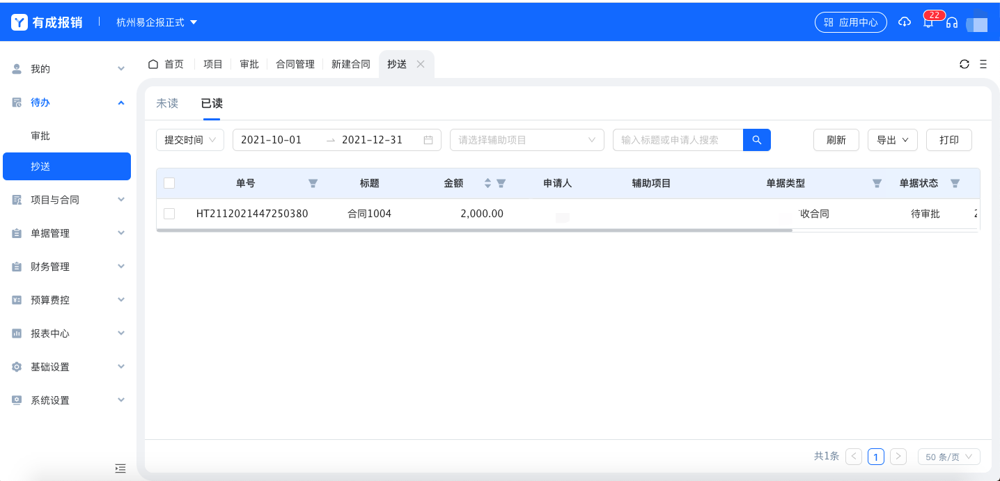 有成报销 杭州易企报正式 应用中心 22
我的
待办
审批
抄送
项目与合同
单据管理
财务管理
预算费控
报表中心
基础设置
系统设置
首页 项目 审批 合同管理 新建合同 抄送
未读 已读
提交时间 2021-10-01 2021-12-31 请选择辅助项目 输入标题或申请人搜索 刷新 导出 打印
单号 标题 金额 申请人 辅助项目 单据类型 单据状态
HT2112021447250380 合同1004 2,000.00 收合同 待审批
共1条 1 50 条/页